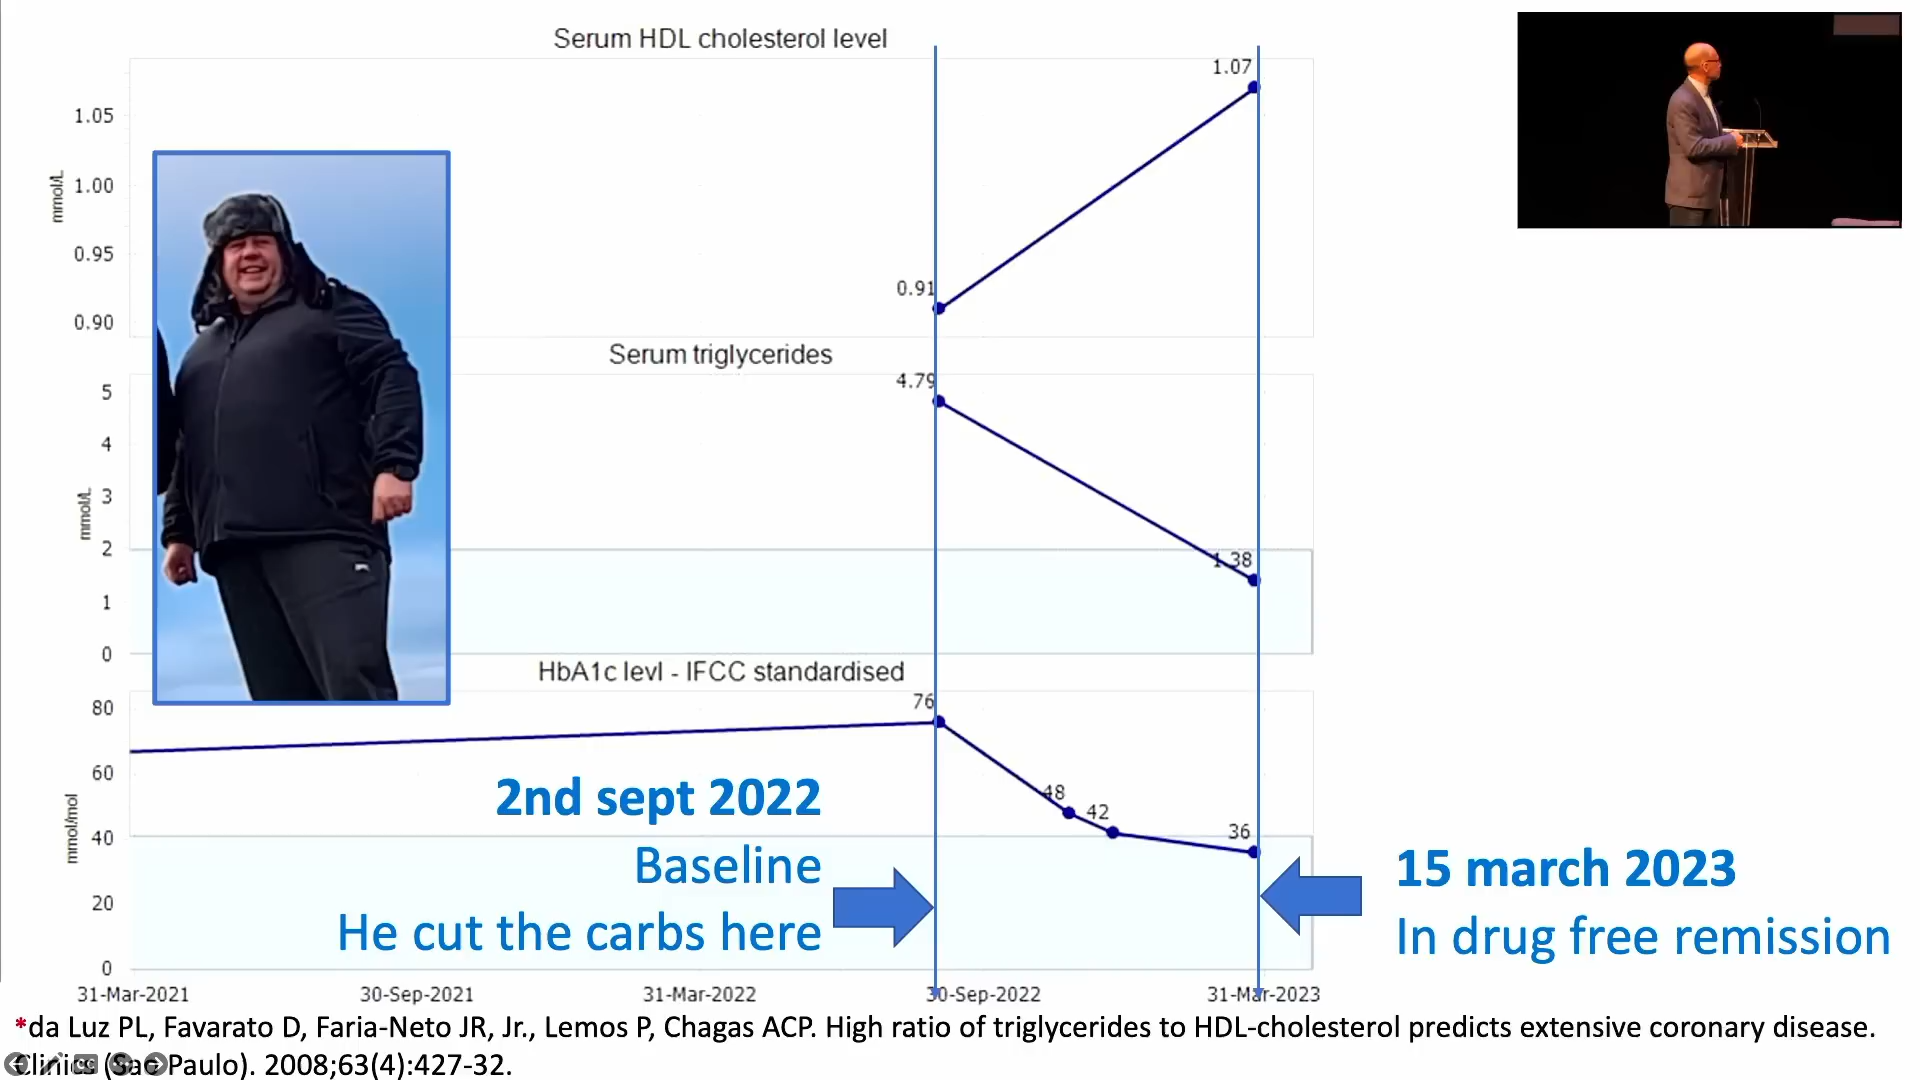 Serum HDL cholesterol level
1.07
1.05
mmol/L
1.00
0.95
0.91
0.90
Serum triglycerides
4.79
5
4
mmol/L
3
2
1.38
1
0
HbA1c levl - IFCC standardised
76
80
60
48
42
mmol/mol
40
36
20
0
2nd sept 2022
Baseline
He cut the carbs here
15 march 2023
In drug free remission
31-Mar-2021 30-Sep-2021 31-Mar-2022 30-Sep-2022 31-Mar-2023
*da Luz PL, Favarato D, Faria-Neto JR, Jr., Lemos P, Chagas ACP. High ratio of triglycerides to HDL-cholesterol predicts extensive coronary disease.
Clinics (Sao Paulo). 2008;63(4):427-32.